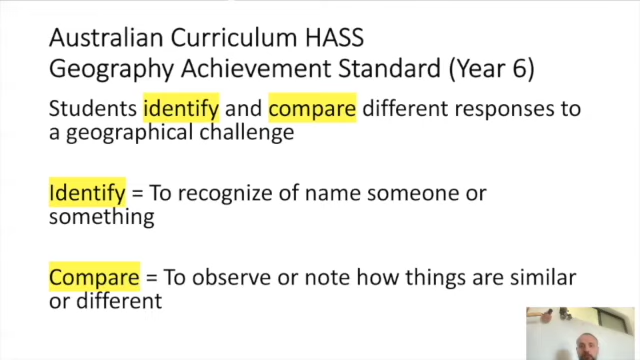 Australian Curriculum HASS
Geography Achievement Standard (Year 6)
Students identify and compare different responses to
a geographical challenge
Identify = To recognize of name someone or
something
Compare = To observe or note how things are similar
or different